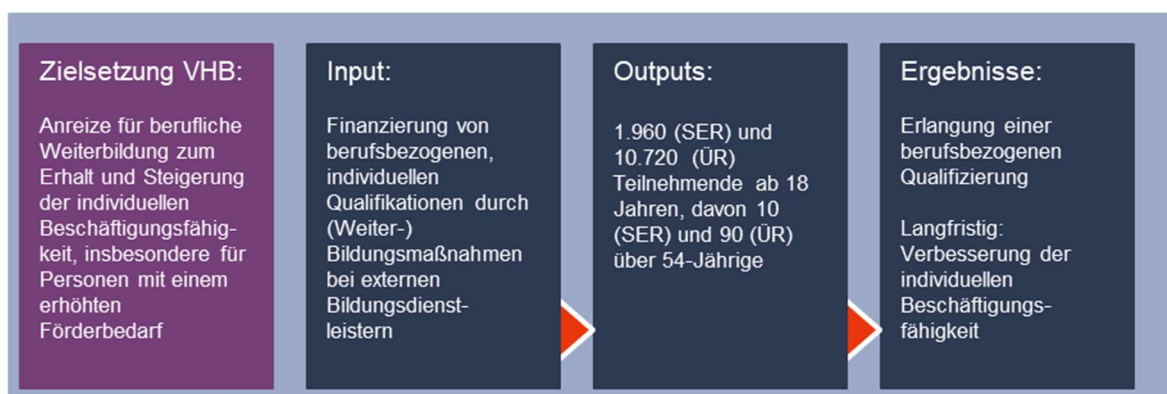 Zielsetzung VHB:
Anreize für berufliche
Weiterbildung zum
Erhalt und Steigerung
der individuellen
Beschäftigungsfähig-
keit, insbesondere für
Personen mit einem
erhöhten
Förderbedarf
Input:
Finanzierung von
berufsbezogenen,
individuellen
Qualifikationen durch
(Weiter-)
Bildungsmaßnahmen
bei externen
Bildungsdienst-
leistern
Outputs:
1.960 (SER) und
10.720 (ÜR)
Teilnehmende ab 18
Jahren, davon 10
(SER) und 90 (ÜR)
über 54-Jährige
Ergebnisse:
Erlangung einer
berufsbezogenen
Qualifizierung
Langfristig:
Verbesserung der
individuellen
Beschäftigungs-
fähigkeit